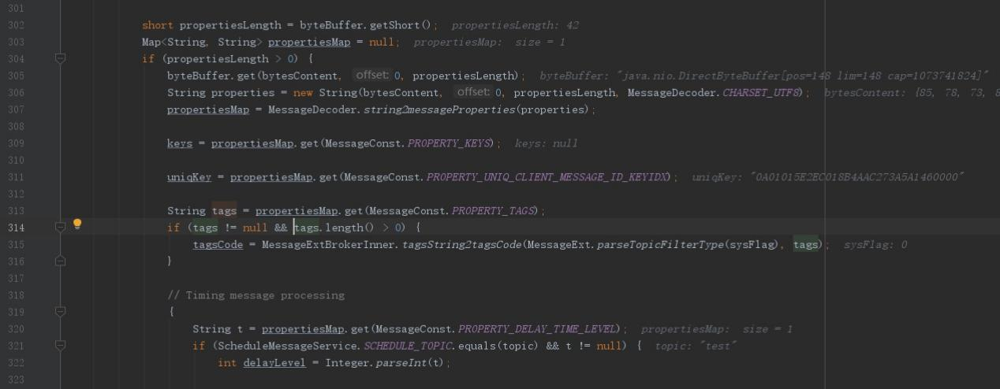 301
302 short propertiesLength = byteBuffer.getShort(); propertiesLength: 42
303 Map<String, String> propertiesMap = null; propertiesMap: size = 1
304 if (propertiesLength > 0) {
305 byteBuffer.get(bytesContent, offset: 0, propertiesLength); byteBuffer: "java.nio.DirectByteBuffer[pos=148 lim=148 cap=1073741824]"
306 String properties = new String(bytesContent, offset: 0, propertiesLength, MessageDecoder.CHARSET_UTF8); bytesContent: {85, 78, 73, 8
307 propertiesMap = MessageDecoder.string2messageProperties(properties);
308
309 keys = propertiesMap.get(MessageConst.PROPERTY_KEYS); keys: null
310
311 uniqKey = propertiesMap.get(MessageConst.PROPERTY_UNIQ_CLIENT_MESSAGE_ID_KEYIDX); uniqKey: "0A01015E2EC018B4AAC273A5A1460000"
312
313 String tags = propertiesMap.get(MessageConst.PROPERTY_TAGS);
314 if (tags != null && tags.length() > 0) {
315 tagsCode = MessageExtBrokerInner.tagsString2tagsCode(MessageExt.parseTopicFilterType(sysFlag), tags); sysFlag: 0
316 }
317
318 // Timing message processing
319 {
320 String t = propertiesMap.get(MessageConst.PROPERTY_DELAY_TIME_LEVEL); propertiesMap: size = 1
321 if (ScheduleMessageService.SCHEDULE_TOPIC.equals(topic) && t != null) { topic: "test"
322 int delayLevel = Integer.parseInt(t);
323